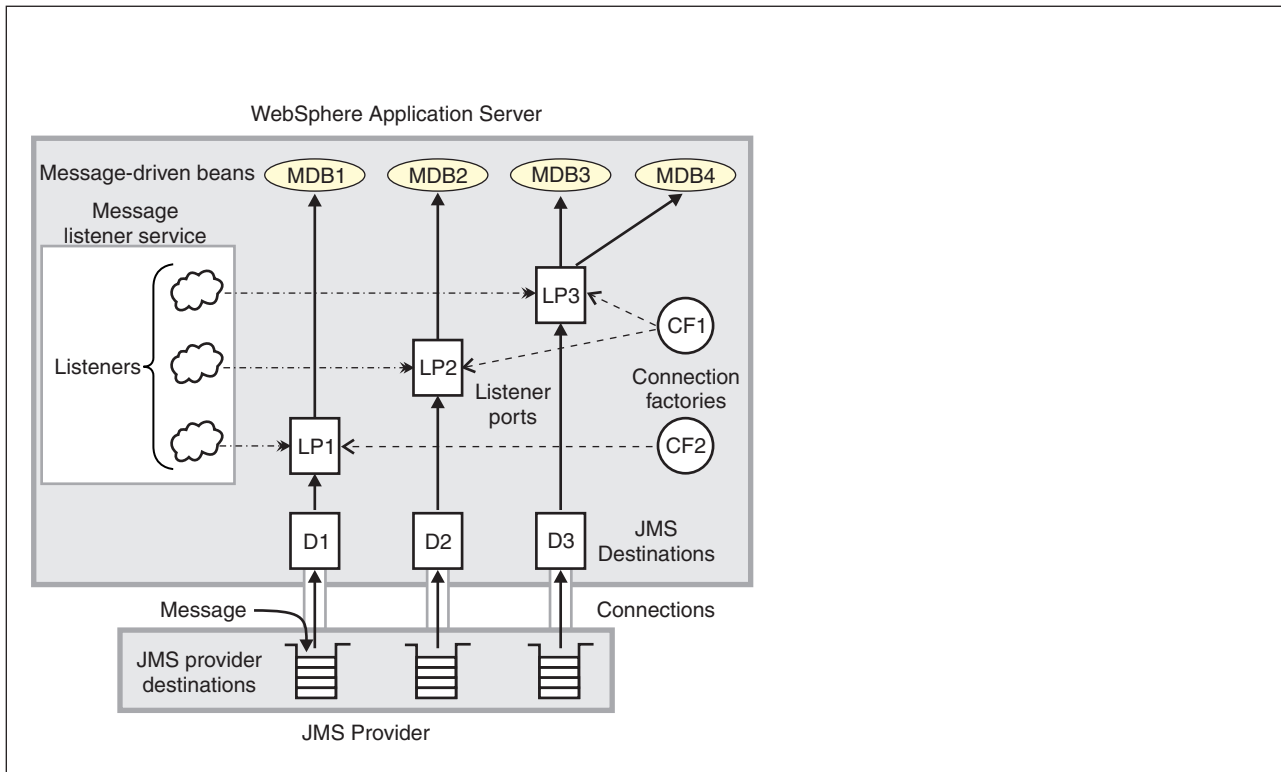 WebSphere Application Server
Message-driven beans
MDB1
MDB2
MDB3
MDB4
Message
listener service
Listeners
LP3
CF1
LP2
Listener
ports
Connection
factories
LP1
CF2
D1
D2
D3
JMS
Destinations
Message
Connections
JMS provider
destinations
JMS Provider